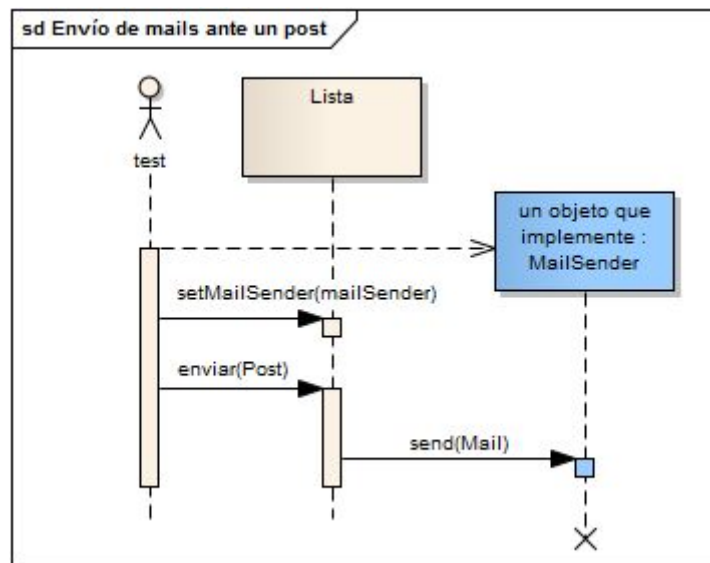 sd Envío de mails ante un post
Lista
test
un objeto que
implemente :
MailSender
setMailSender(mailSender)
enviar(Post)
send(Mail)